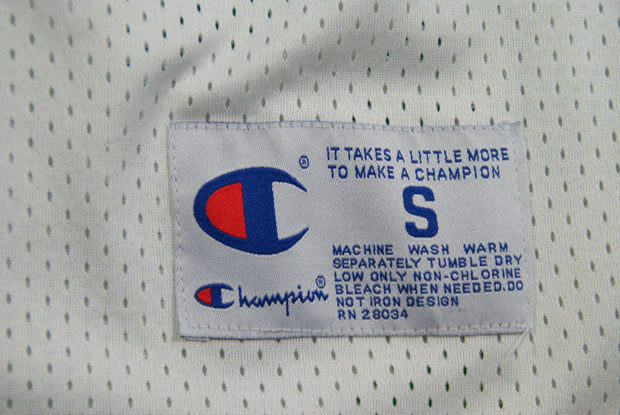 ®
IT TAKES A LITTLE MORE
TO MAKE A CHAMPION
S
MACHINE WASH WARM
SEPARATELY TUMBLE DRY
LOW ONLY NON-CHLORINE
BLEACH WHEN NEEDED.DO
NOT IRON DESIGN
RN 28034
Champion®